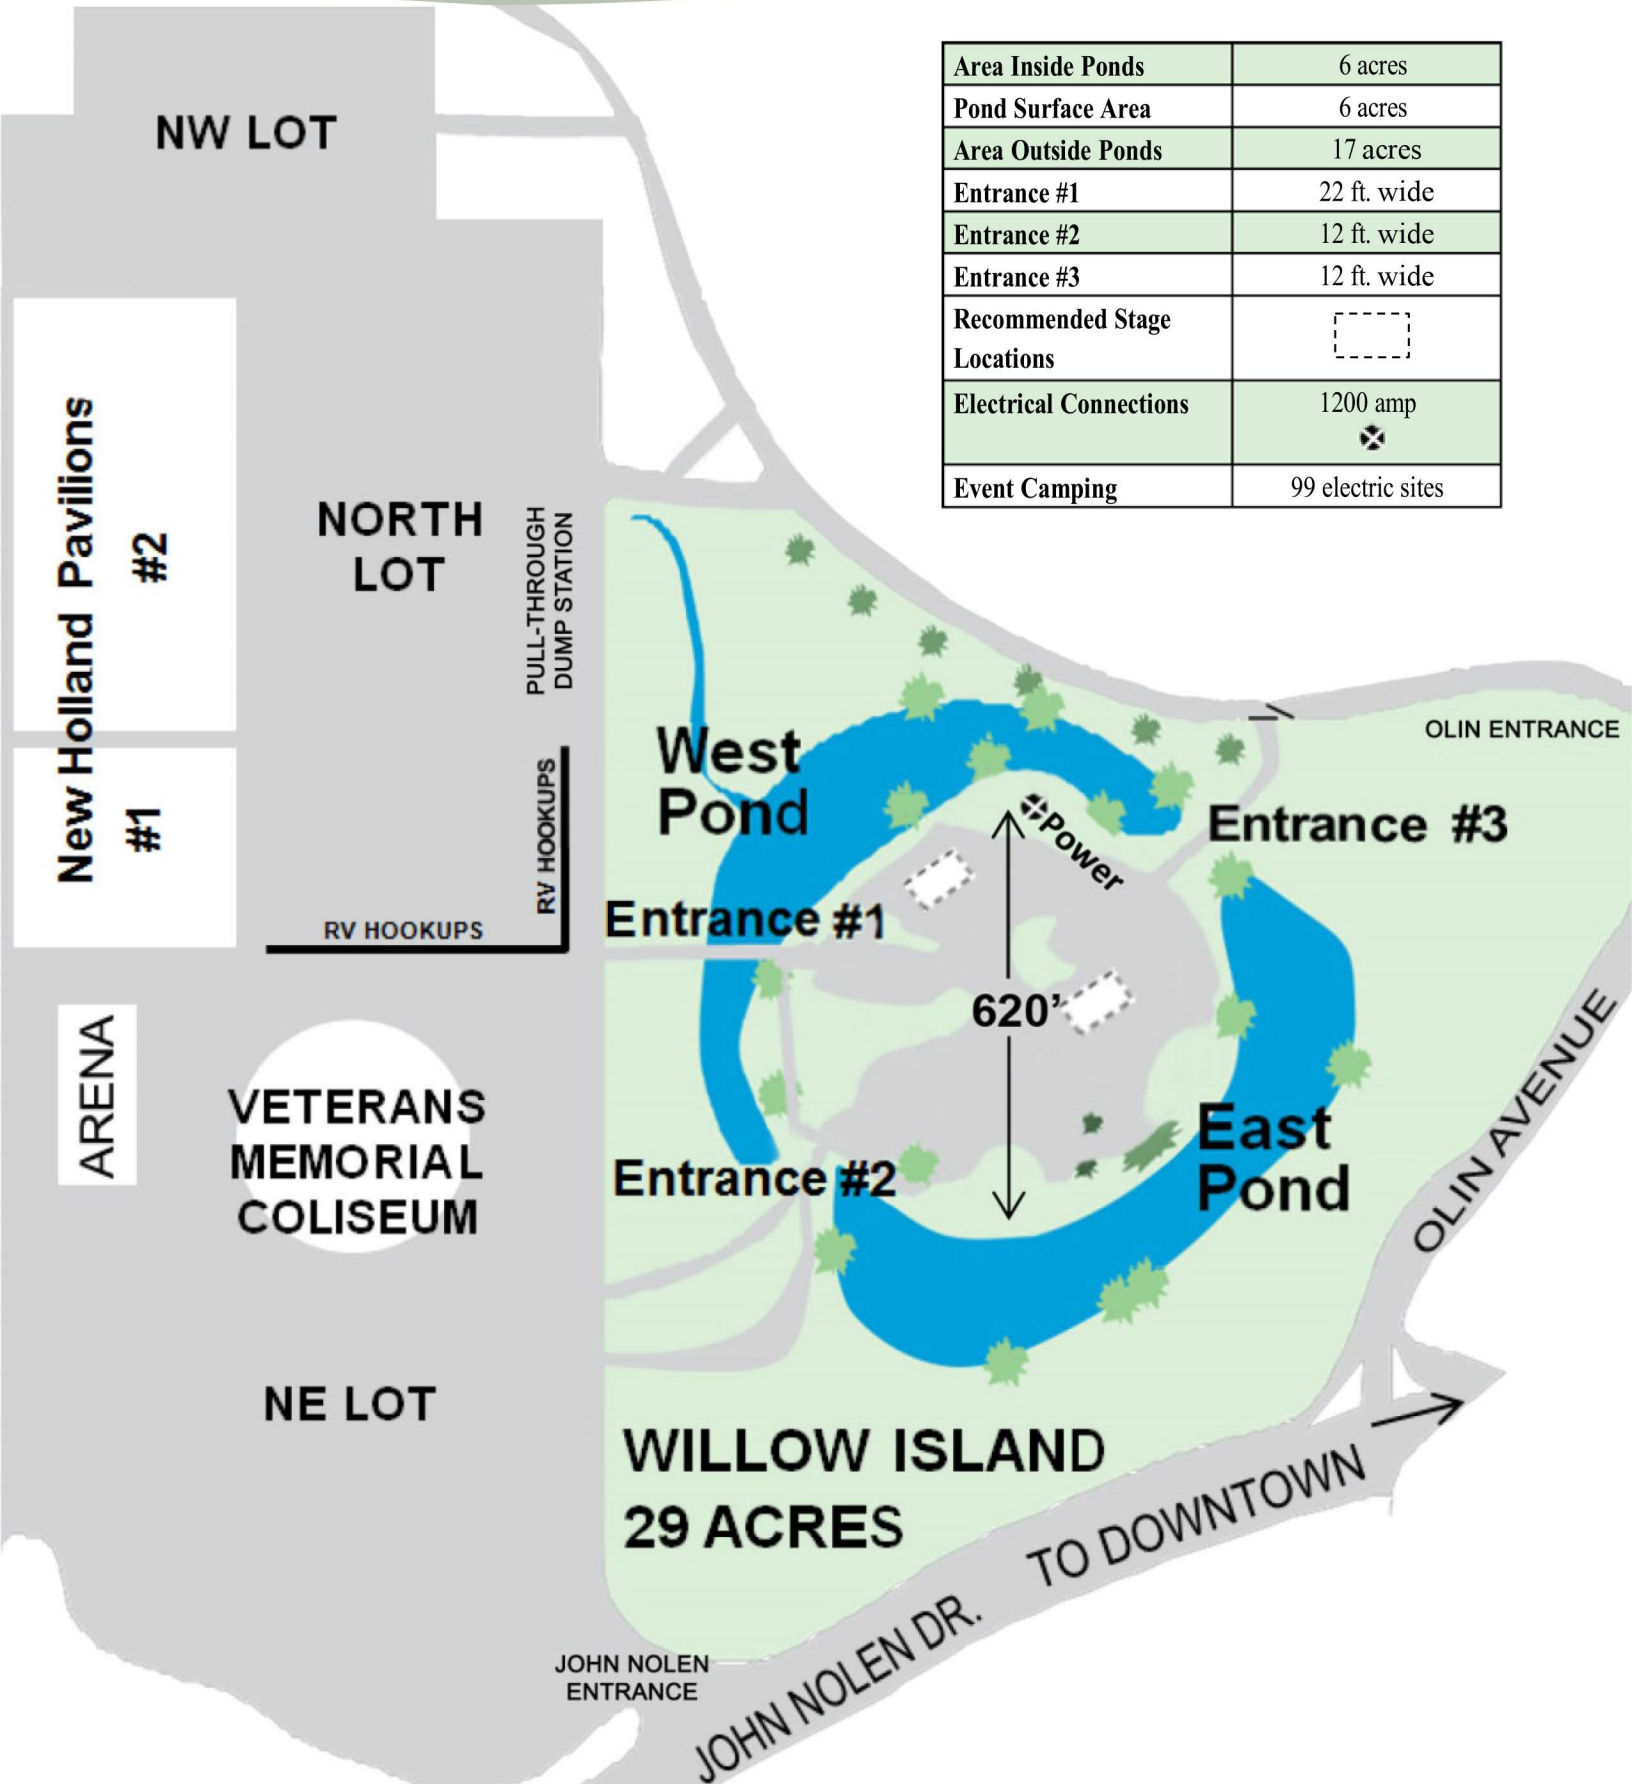 Area Inside Ponds 6 acres
Pond Surface Area 6 acres
Area Outside Ponds 17 acres
Entrance #1 22 ft. wide
Entrance #2 12 ft. wide
Entrance #3 12 ft. wide
Recommended Stage
Locations
Electrical Connections 1200 amp
Event Camping 99 electric sites
NW LOT
New Holland Pavilions
#2
#1
NORTH
LOT
PULL-THROUGH
DUMP STATION
RV HOOKUPS
RV HOOKUPS
West
Pond
OLIN ENTRANCE
Entrance #3
Power
Entrance #1
620’
ARENA
VETERANS
MEMORIAL
COLISEUM
Entrance #2
East
Pond
OLIN AVENUE
NE LOT
WILLOW ISLAND
29 ACRES
TO DOWNTOWN
JOHN NOLEN DR.
JOHN NOLEN
ENTRANCE